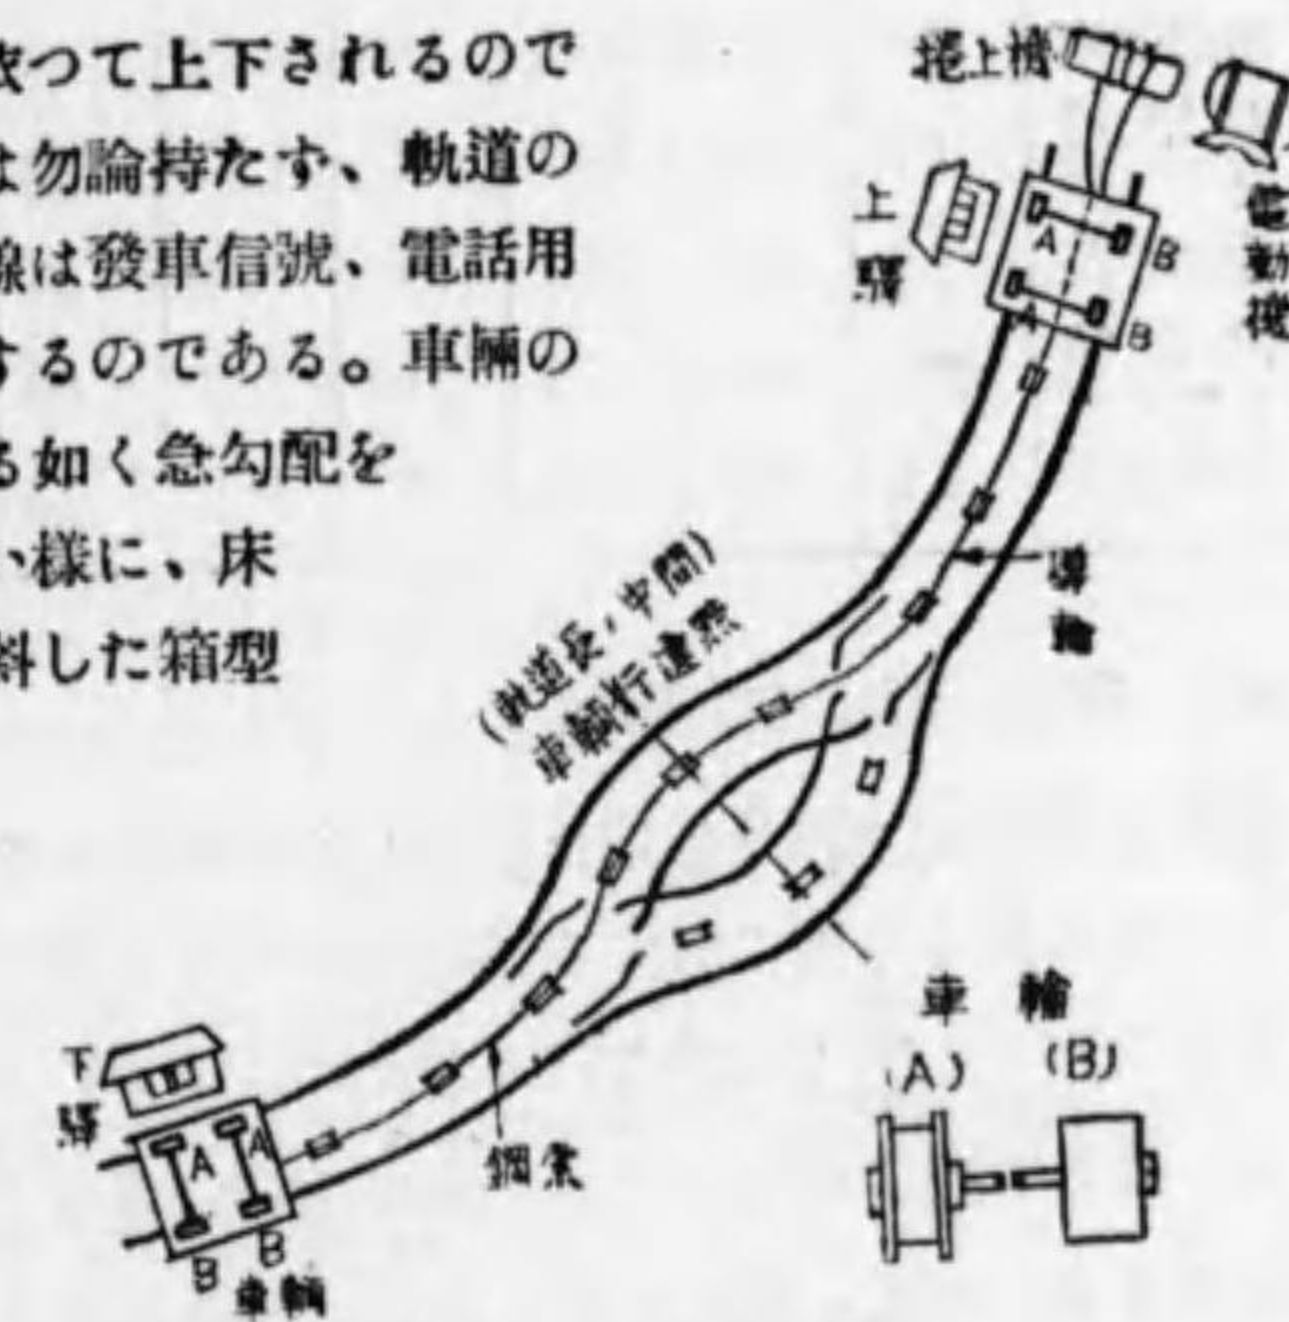 依つて上下されるので
は勿論持たず、軌道の
線は發車信號、電話用
するのである。車輛の
る如く急勾配を
い樣に、床
斜した箱型
捲上機
電動機
上驛
導輪
(軌道長ノ中間)
車輛行違點
車輪
(A) (B)
下驛
鋼索
車輛
A
B
A
B
A
A
B
B